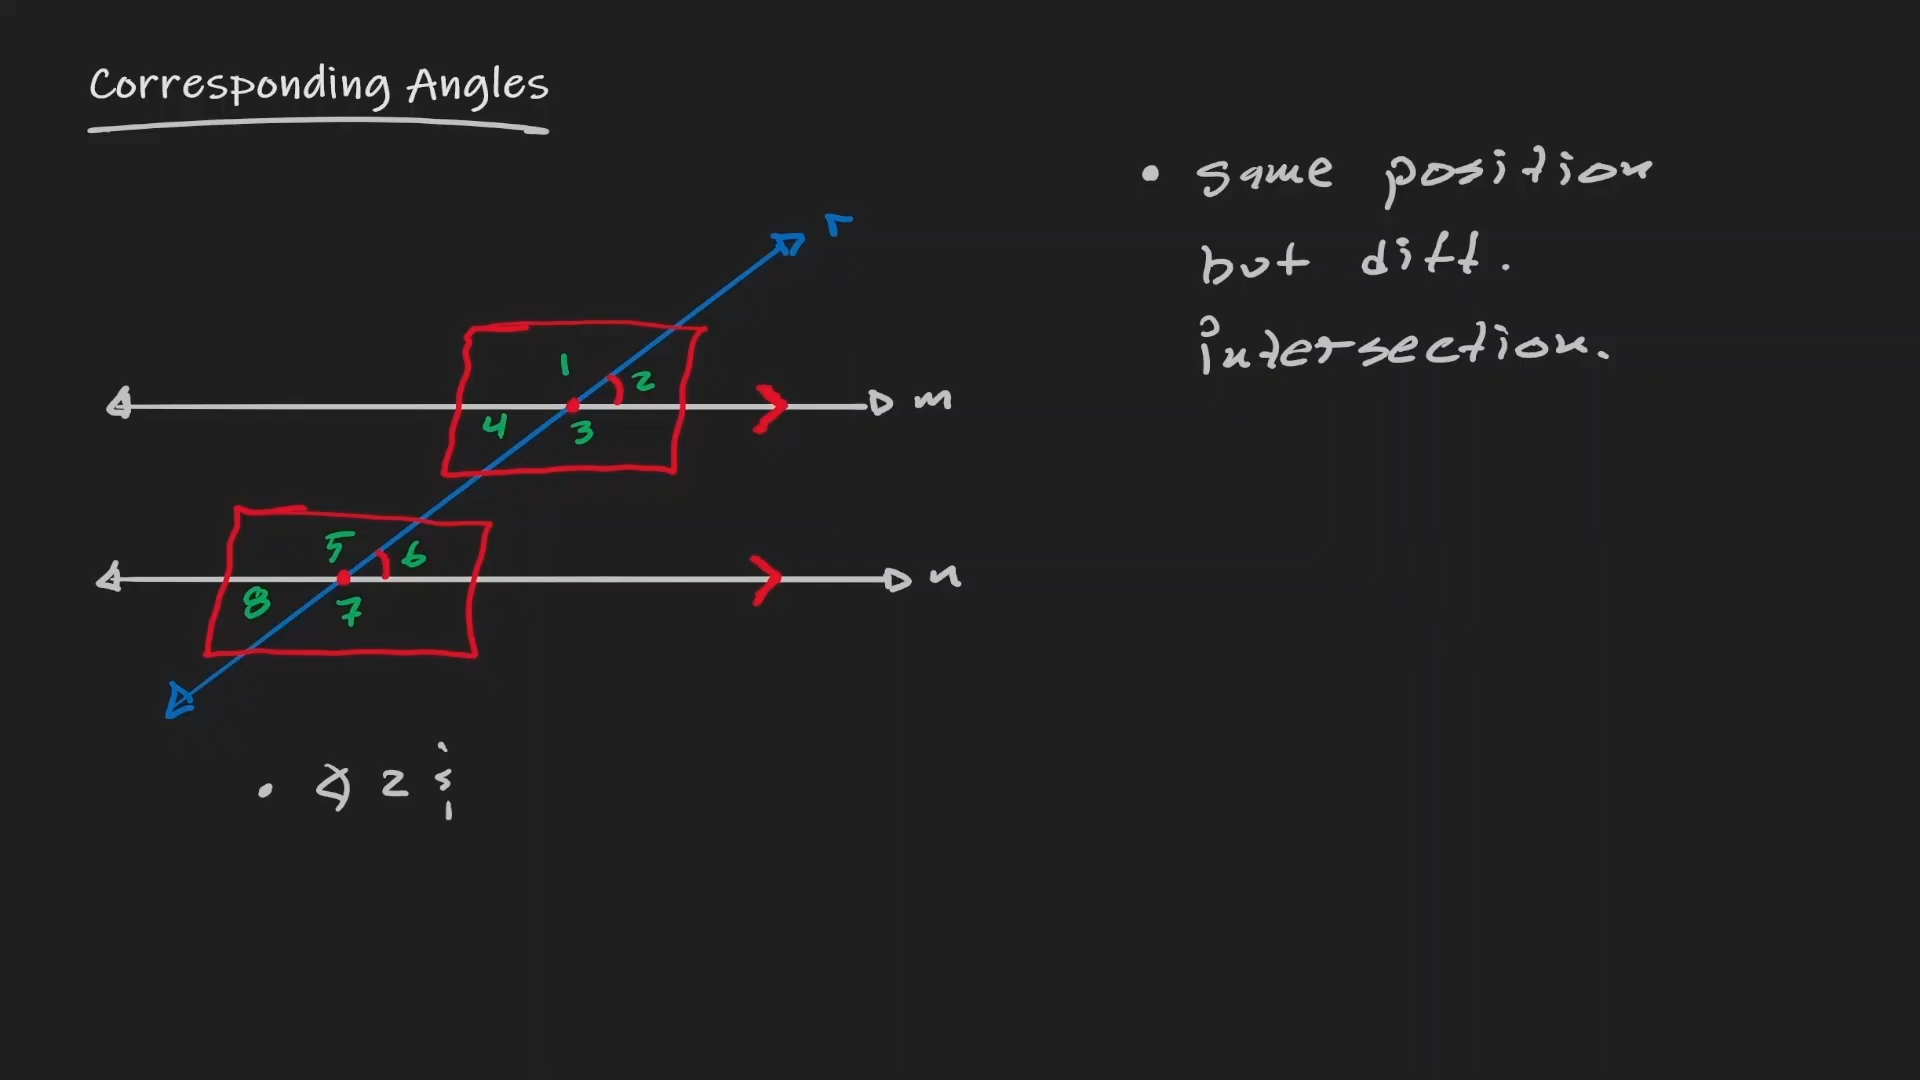 Corresponding Angles
• same position
but diff.
intersection.
r
1 2
m
4 3
5 6
n
8 7
• ∢ 2 &